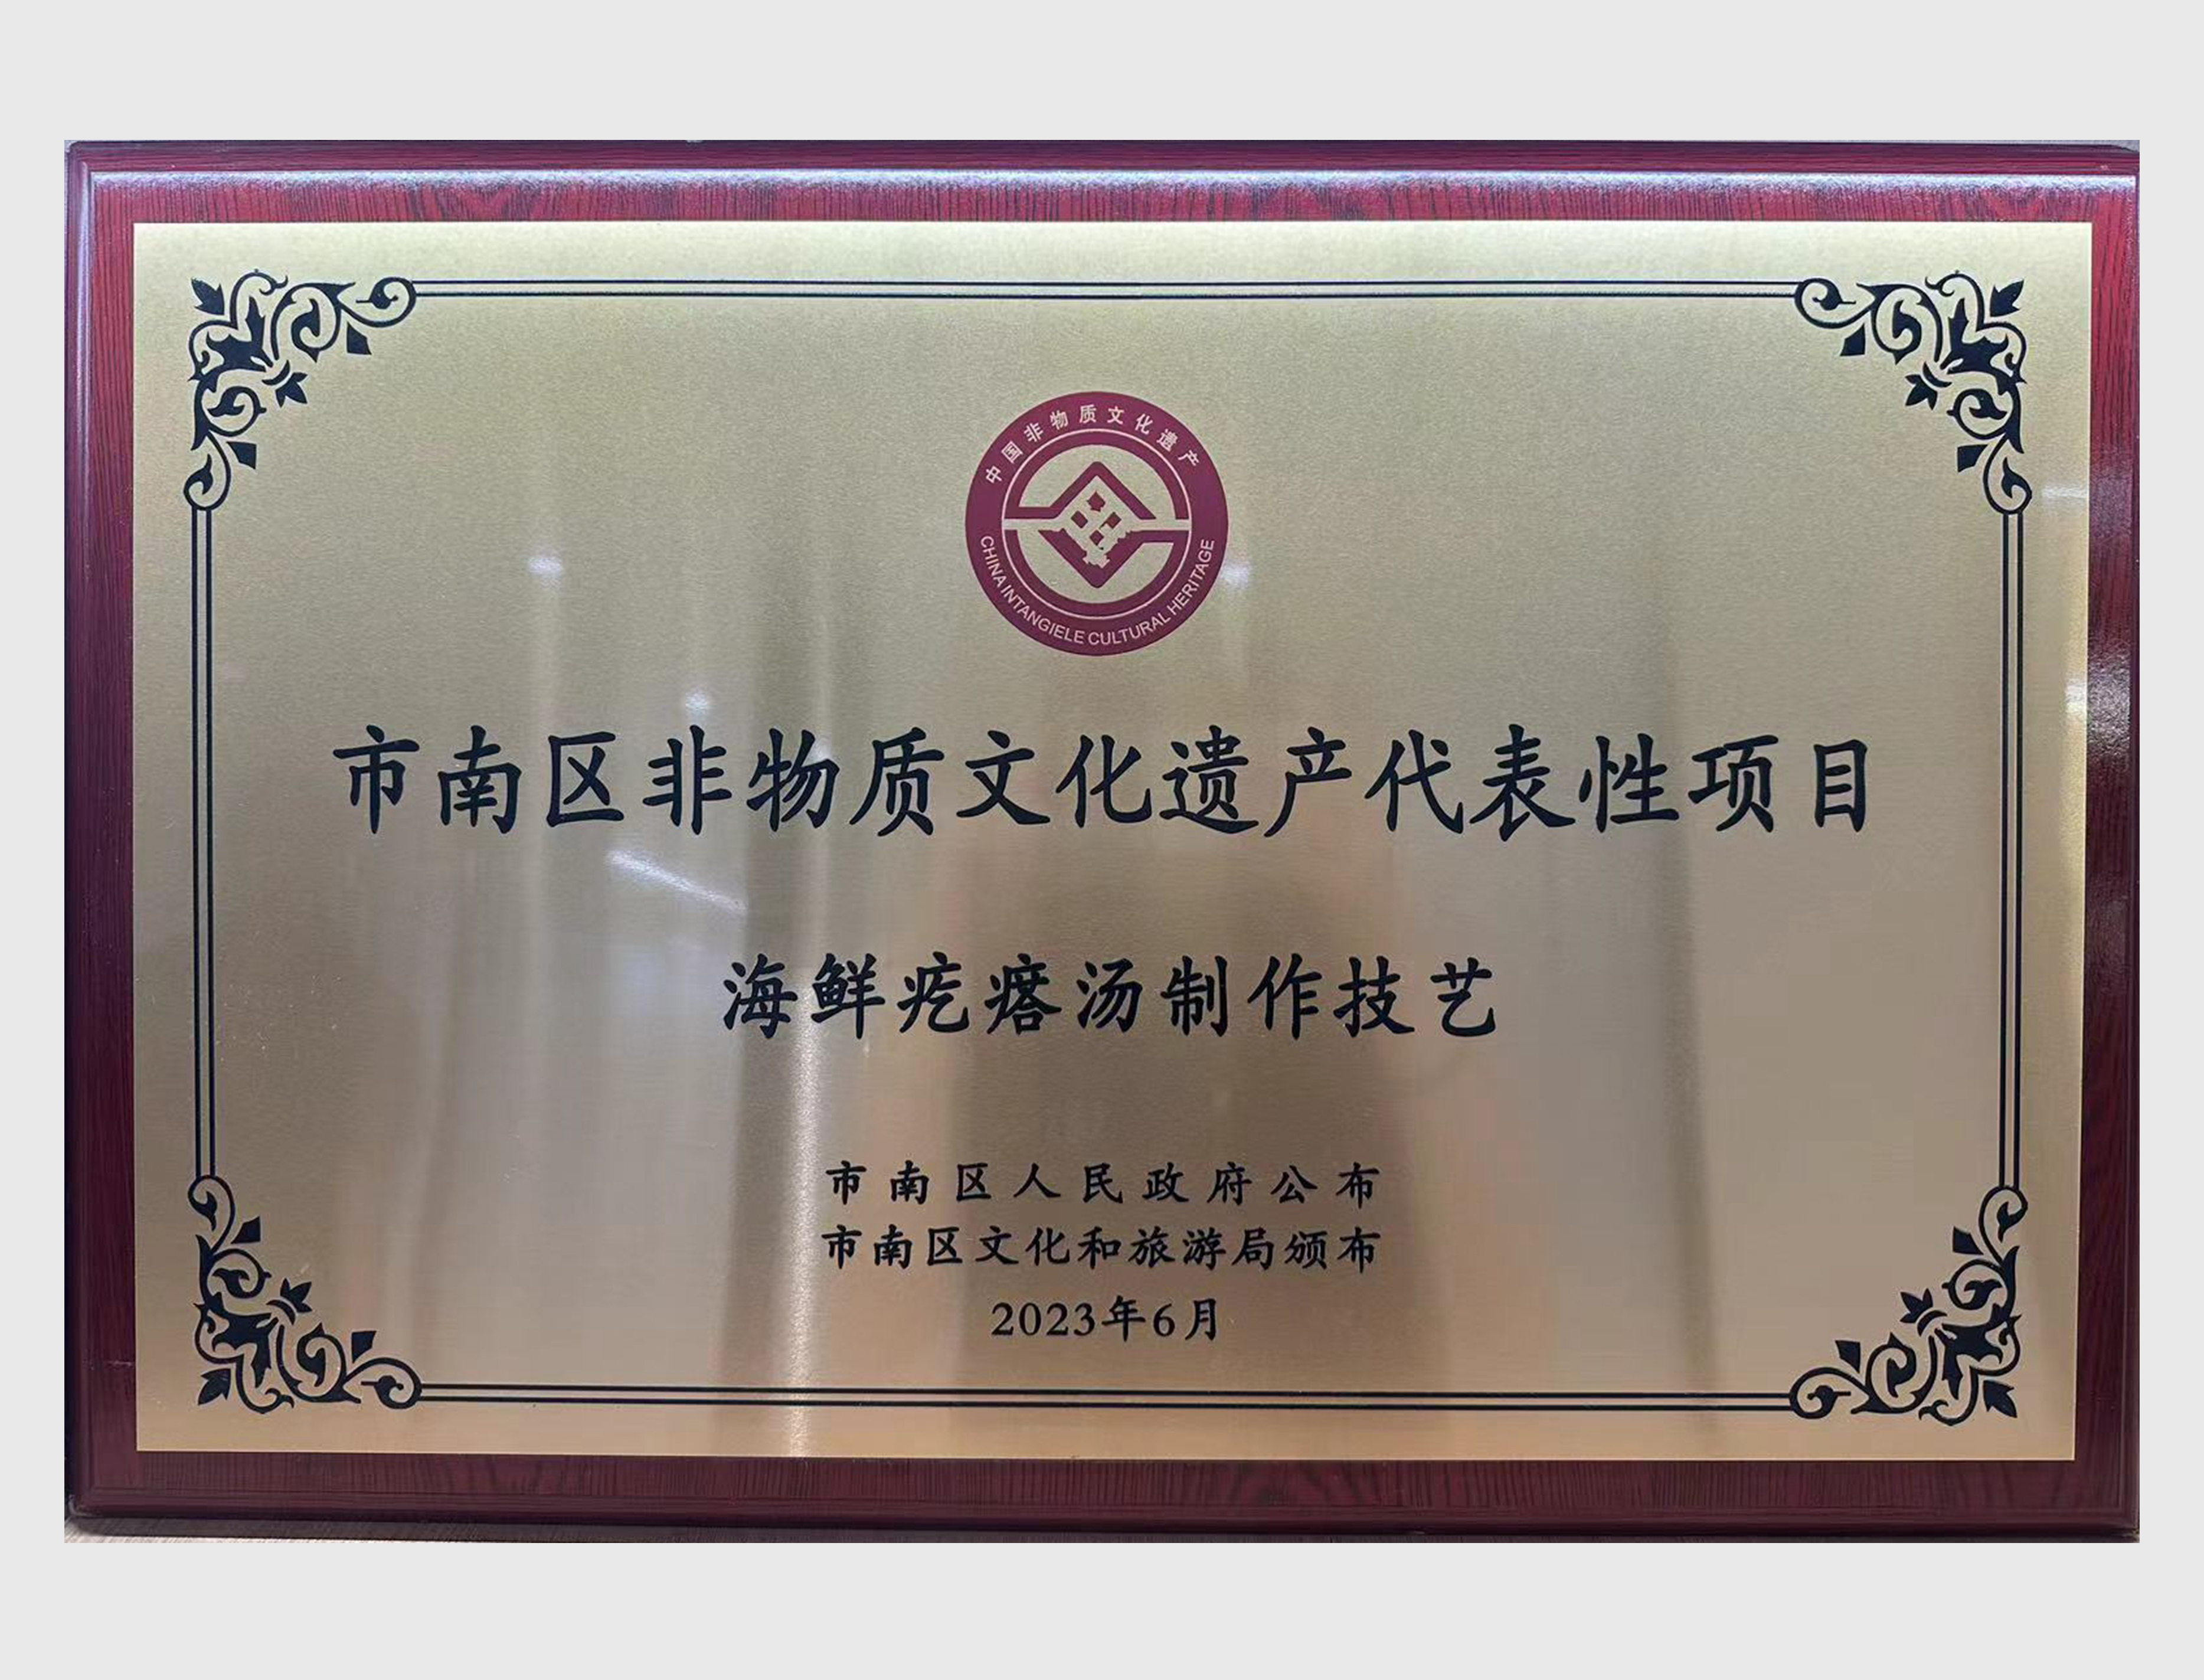 中国非物质文化遗产
CHINA INTANGIELE CULTURAL HERITAGE
市南区非物质文化遗产代表性项目
海鲜疙瘩汤制作技艺
市南区人民政府公布
市南区文化和旅游局颁布
2023年6月